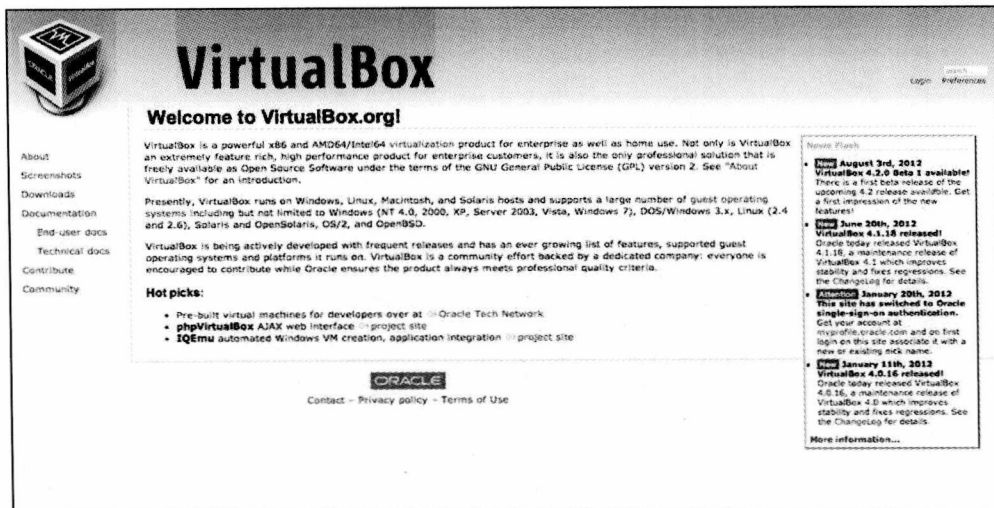 VirtualBox
search
Login Preferences
Welcome to VirtualBox.org!
About
Screenshots
Downloads
Documentation
End-user docs
Technical docs
Contribute
Community
VirtualBox is a powerful x86 and AMD64/Intel64 virtualization product for enterprise as well as home use. Not only is VirtualBox
an extremely feature rich, high performance product for enterprise customers, it is also the only professional solution that is
freely available as Open Source Software under the terms of the GNU General Public License (GPL) version 2. See "About
VirtualBox" for an introduction.
Presently, VirtualBox runs on Windows, Linux, Macintosh, and Solaris hosts and supports a large number of guest operating
systems including but not limited to Windows (NT 4.0, 2000, XP, Server 2003, Vista, Windows 7), DOS/Windows 3.x, Linux (2.4
and 2.6), Solaris and OpenSolaris, OS/2, and OpenBSD.
VirtualBox is being actively developed with frequent releases and has an ever growing list of features, supported guest
operating systems and platforms it runs on. VirtualBox is a community effort backed by a dedicated company: everyone is
encouraged to contribute while Oracle ensures the product always meets professional quality criteria.
Hot picks:
• Pre-built virtual machines for developers over at Oracle Tech Network
• phpVirtualBox AJAX web interface project site
• IQEmu automated Windows VM creation, application integration project site
News Flash
• New August 3rd, 2012
VirtualBox 4.2.0 Beta 1 available!
There is a first beta release of the
upcoming 4.2 release available. Get
a first impression of the new
features!
• New June 20th, 2012
VirtualBox 4.1.18 released!
Oracle today released VirtualBox
4.1.18, a maintenance release of
VirtualBox 4.1 which improves
stability and fixes regressions. See
the ChangeLog for details.
• Attention January 20th, 2012
This site has switched to Oracle
single-sign-on authentication.
Get your account at
myprofile.oracle.com and on first
login on this site associate it with a
new or existing nick name.
• New January 11th, 2012
VirtualBox 4.0.16 released!
Oracle today released VirtualBox
4.0.16, a maintenance release of
VirtualBox 4.0 which improves
stability and fixes regressions. See
the ChangeLog for details.
More information...
ORACLE
Contact – Privacy policy – Terms of Use
ORACLE
VirtualBox